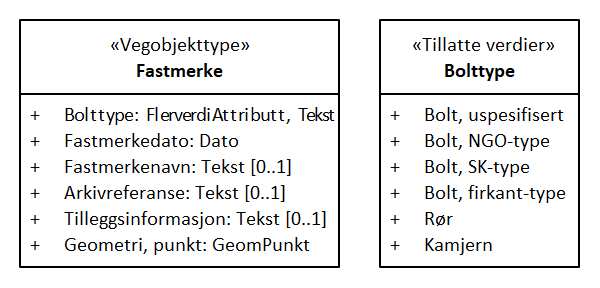 «Vegobjekttype»
Fastmerke
+ Bolttype: FlerverdiAttributt, Tekst
+ Fastmerkedato: Dato
+ Fastmerkenavn: Tekst [0..1]
+ Arkivreferanse: Tekst [0..1]
+ Tilleggsinformasjon: Tekst [0..1]
+ Geometri, punkt: GeomPunkt
«Tillatte verdier»
Bolttype
+ Bolt, uspesifisert
+ Bolt, NGO-type
+ Bolt, SK-type
+ Bolt, firkant-type
+ Rør
+ Kamjern